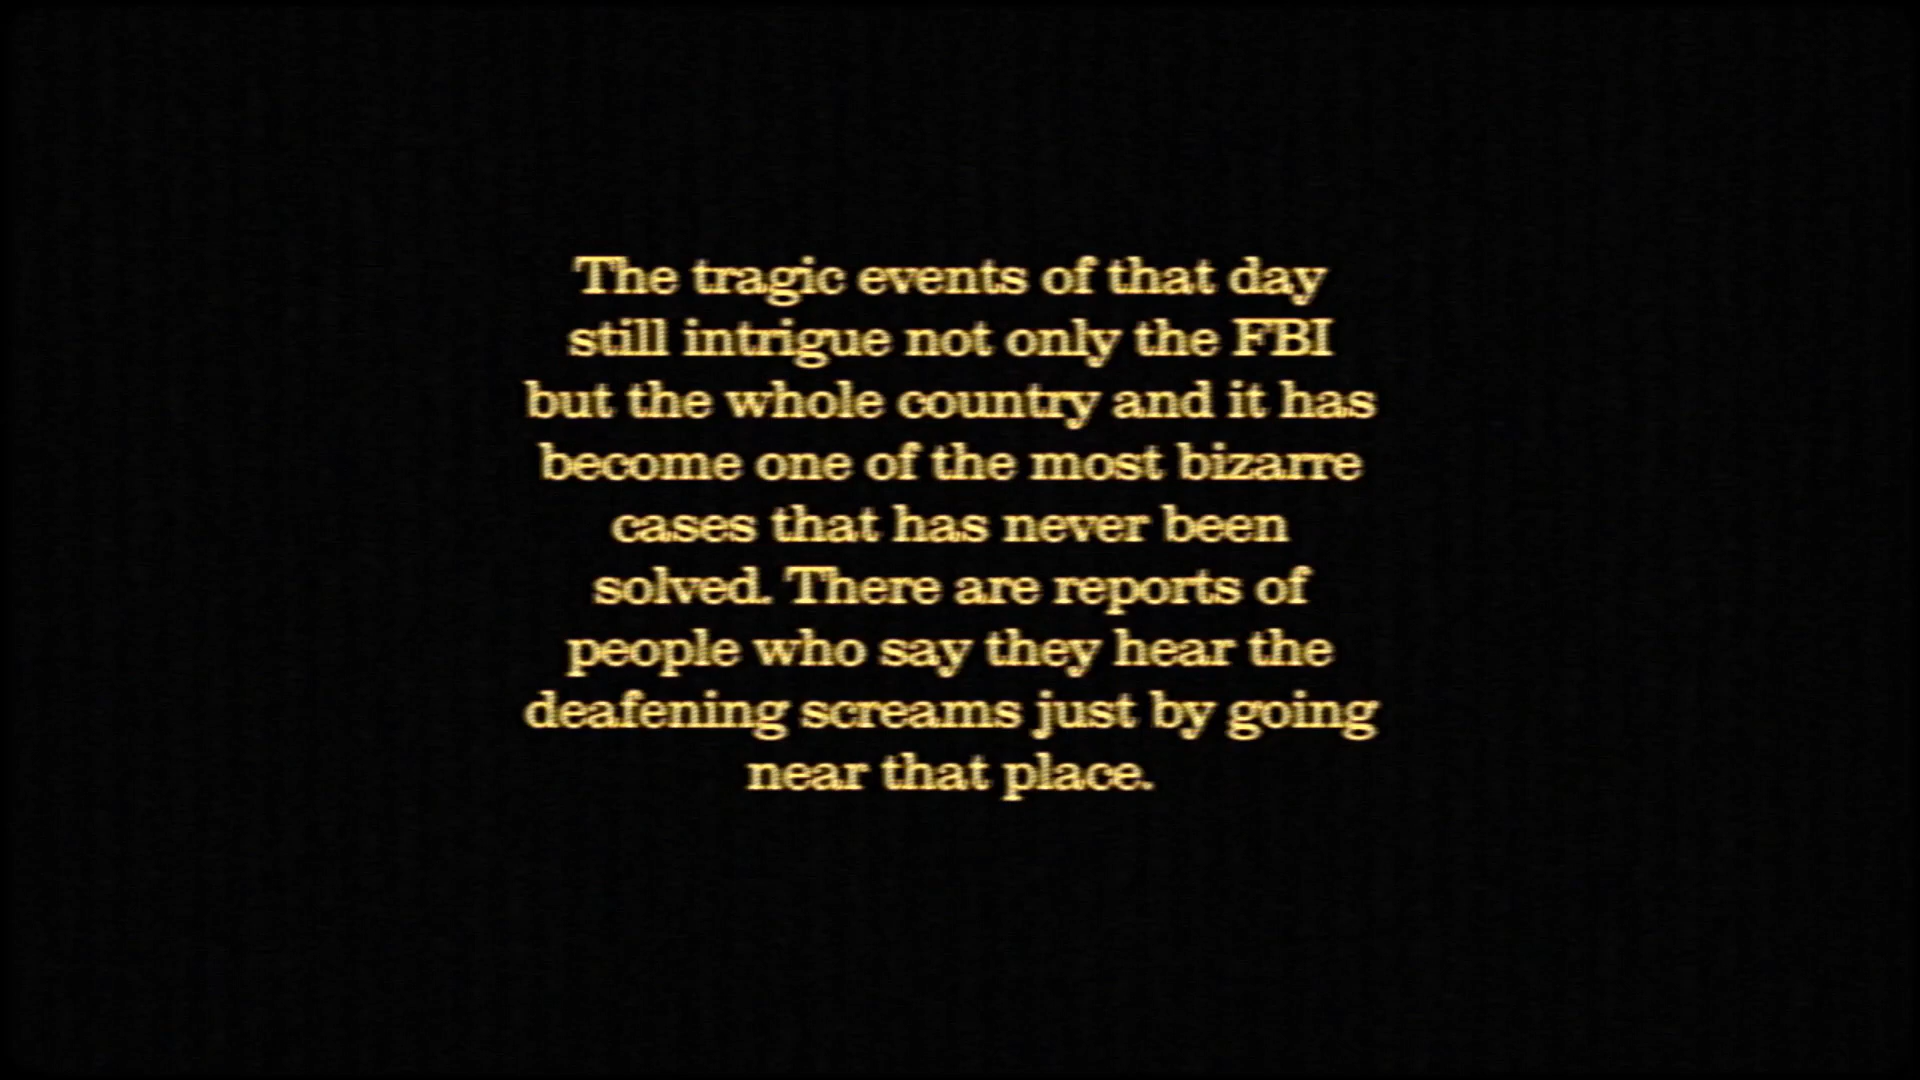 The tragic events of that day
still intrigue not only the FBI
but the whole country and it has
become one of the most bizarre
cases that has never been
solved. There are reports of
people who say they hear the
deafening screams just by going
near that place.